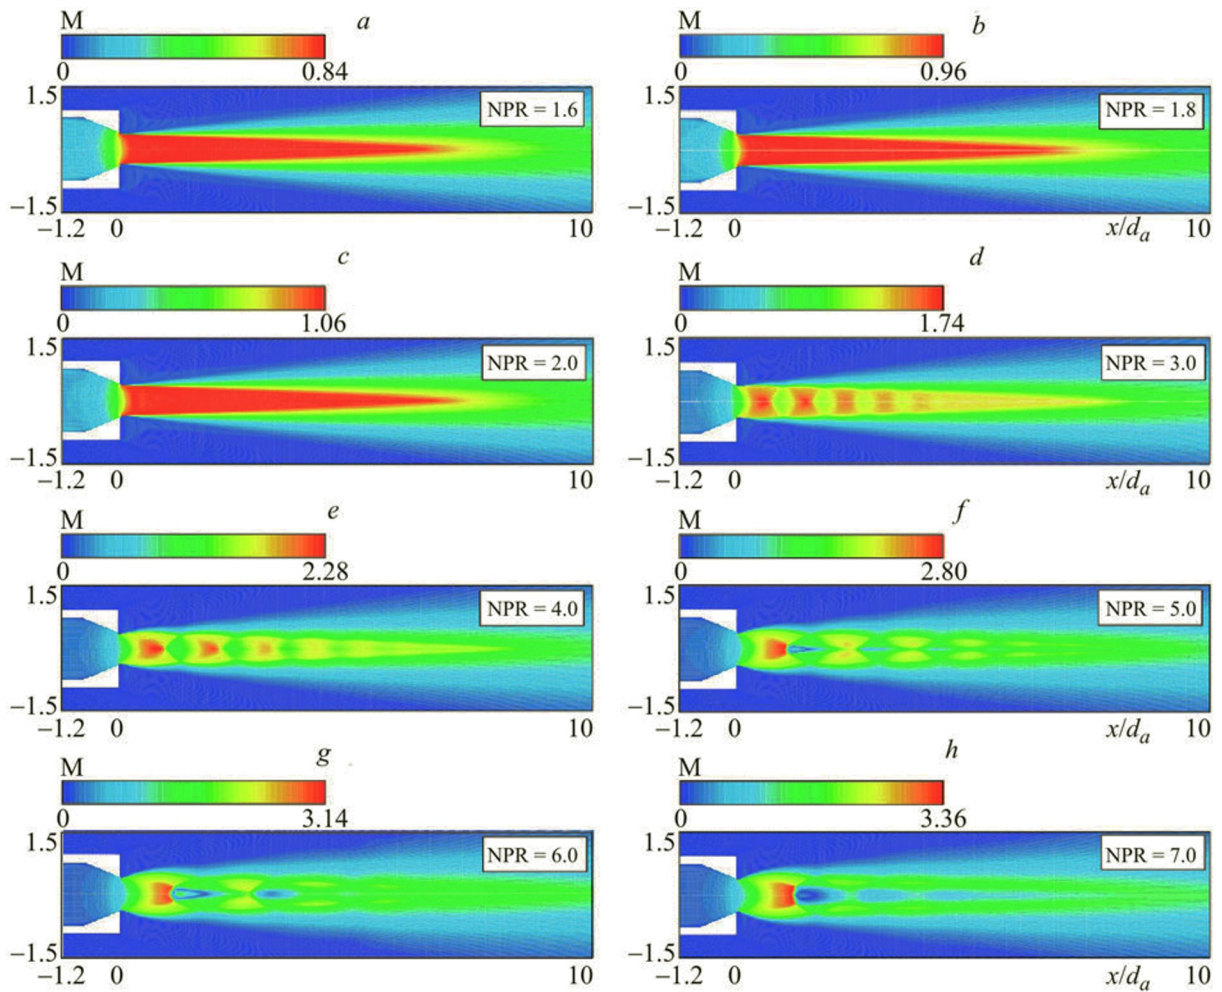 M a M b
0 0.84 0 0.96
1.5 NPR = 1.6 1.5 NPR = 1.8
−1.5 −1.5
−1.2 0 10 −1.2 0 x/da 10
c d
M M
0 1.06 0 1.74
1.5 NPR = 2.0 1.5 NPR = 3.0
−1.5 −1.5
−1.2 0 10 −1.2 0 x/da 10
e f
M M
0 2.28 0 2.80
1.5 NPR = 4.0 1.5 NPR = 5.0
−1.5 −1.5
−1.2 0 10 −1.2 0 x/da 10
g h
M M
0 3.14 0 3.36
1.5 NPR = 6.0 1.5 NPR = 7.0
−1.5 −1.5
−1.2 0 10 −1.2 0 x/da 10